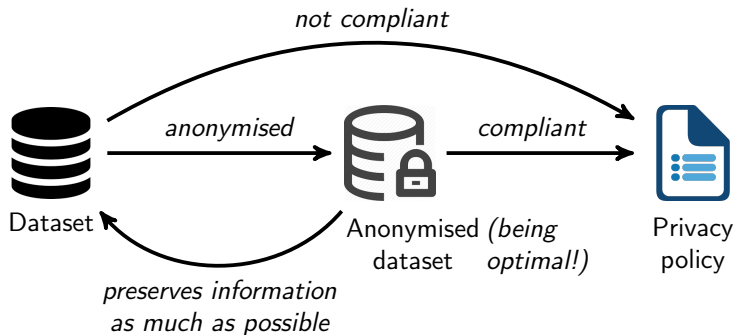 not compliant
anonymised
compliant
Dataset
Anonymised (being
dataset optimal!)
Privacy
policy
preserves information
as much as possible